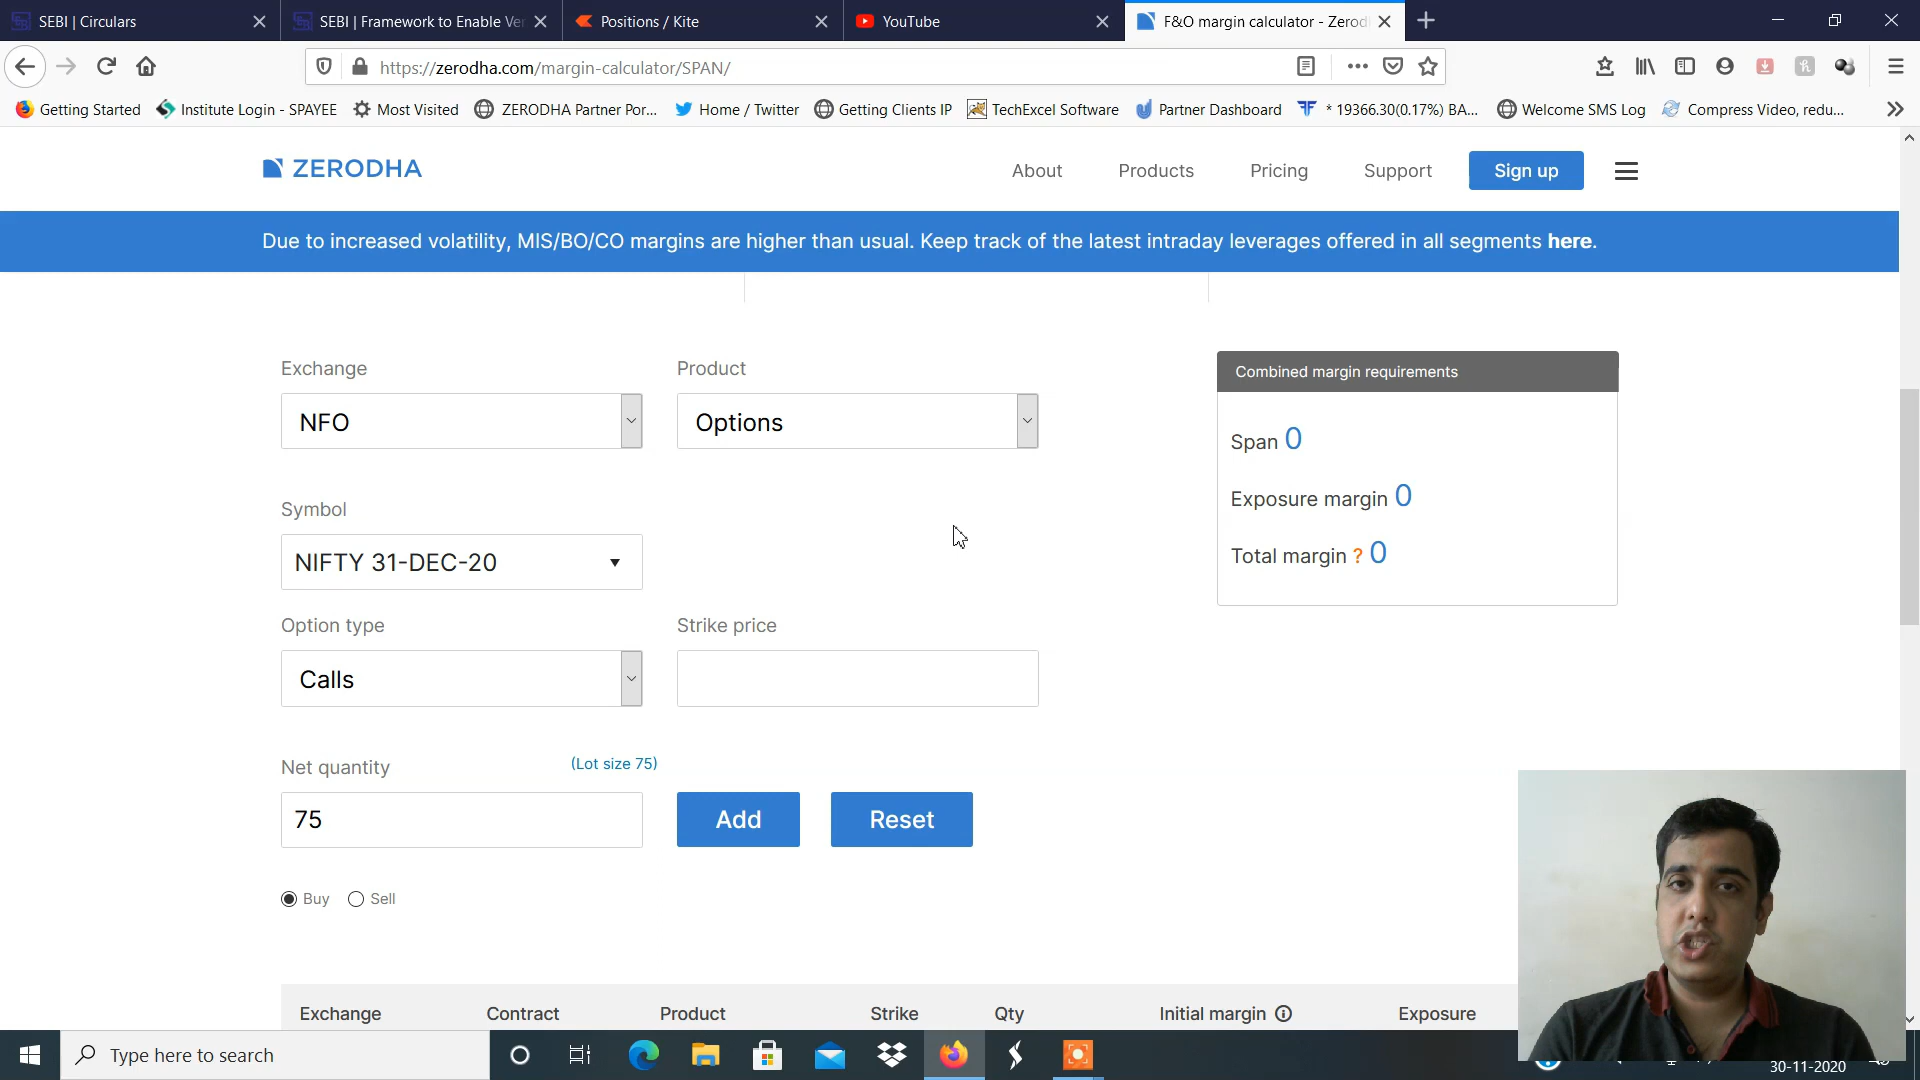 SEBI | Circulars
SEBI | Framework to Enable Ver
Positions / Kite
YouTube
F&O margin calculator - Zerod
https://zerodha.com/margin-calculator/SPAN/
Getting Started
Institute Login - SPAYEE
Most Visited
ZERODHA Partner Por...
Home / Twitter
Getting Clients IP
TechExcel Software
Partner Dashboard
* 19366.30(0.17%) BA...
Welcome SMS Log
Compress Video, redu...
ZERODHA
About
Products
Pricing
Support
Sign up
Due to increased volatility, MIS/BO/CO margins are higher than usual. Keep track of the latest intraday leverages offered in all segments here.
Exchange
Product
NFO
Options
Combined margin requirements
Span 0
Exposure margin 0
Total margin ? 0
Symbol
NIFTY 31-DEC-20
Option type
Strike price
Calls
Net quantity
(Lot size 75)
75
Add
Reset
Buy
Sell
Exchange
Contract
Product
Strike
Qty
Initial margin
Exposure
Type here to search
30-11-2020